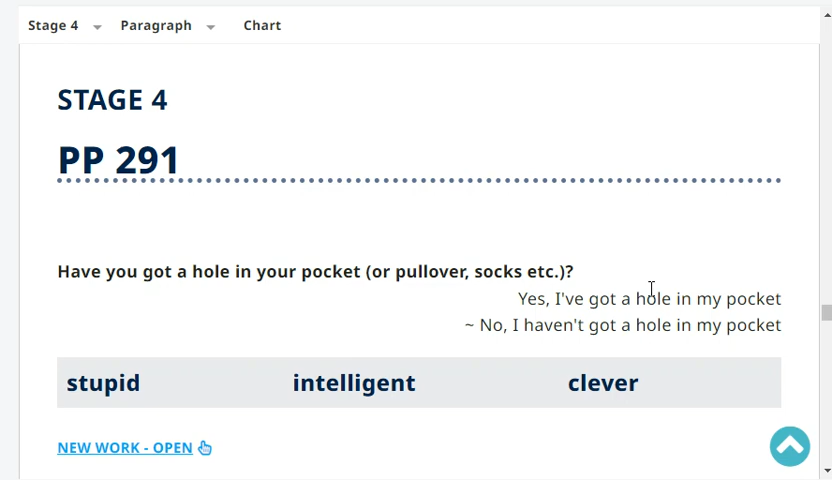 Stage 4 Paragraph Chart
STAGE 4
PP 291
Have you got a hole in your pocket (or pullover, socks etc.)?
Yes, I've got a hole in my pocket
~ No, I haven't got a hole in my pocket
stupid intelligent clever
NEW WORK - OPEN